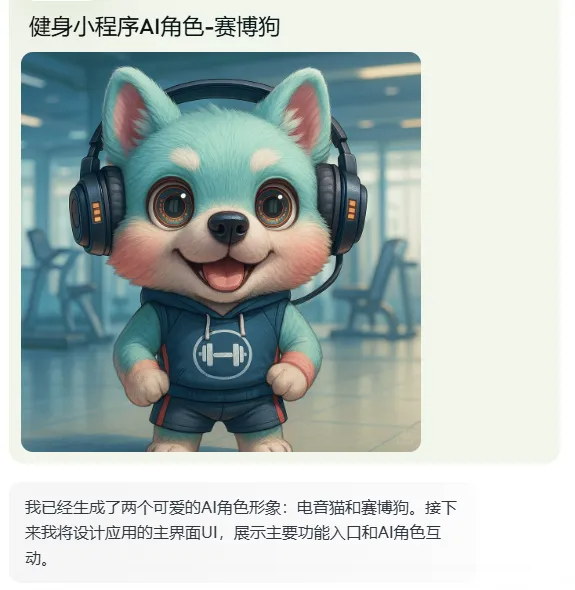 健身小程序AI角色-赛博狗
我已经生成了两个可爱的AI角色形象：电音猫和赛博狗。接下
来我将设计应用的主界面UI，展示主要功能入口和AI角色互
动。